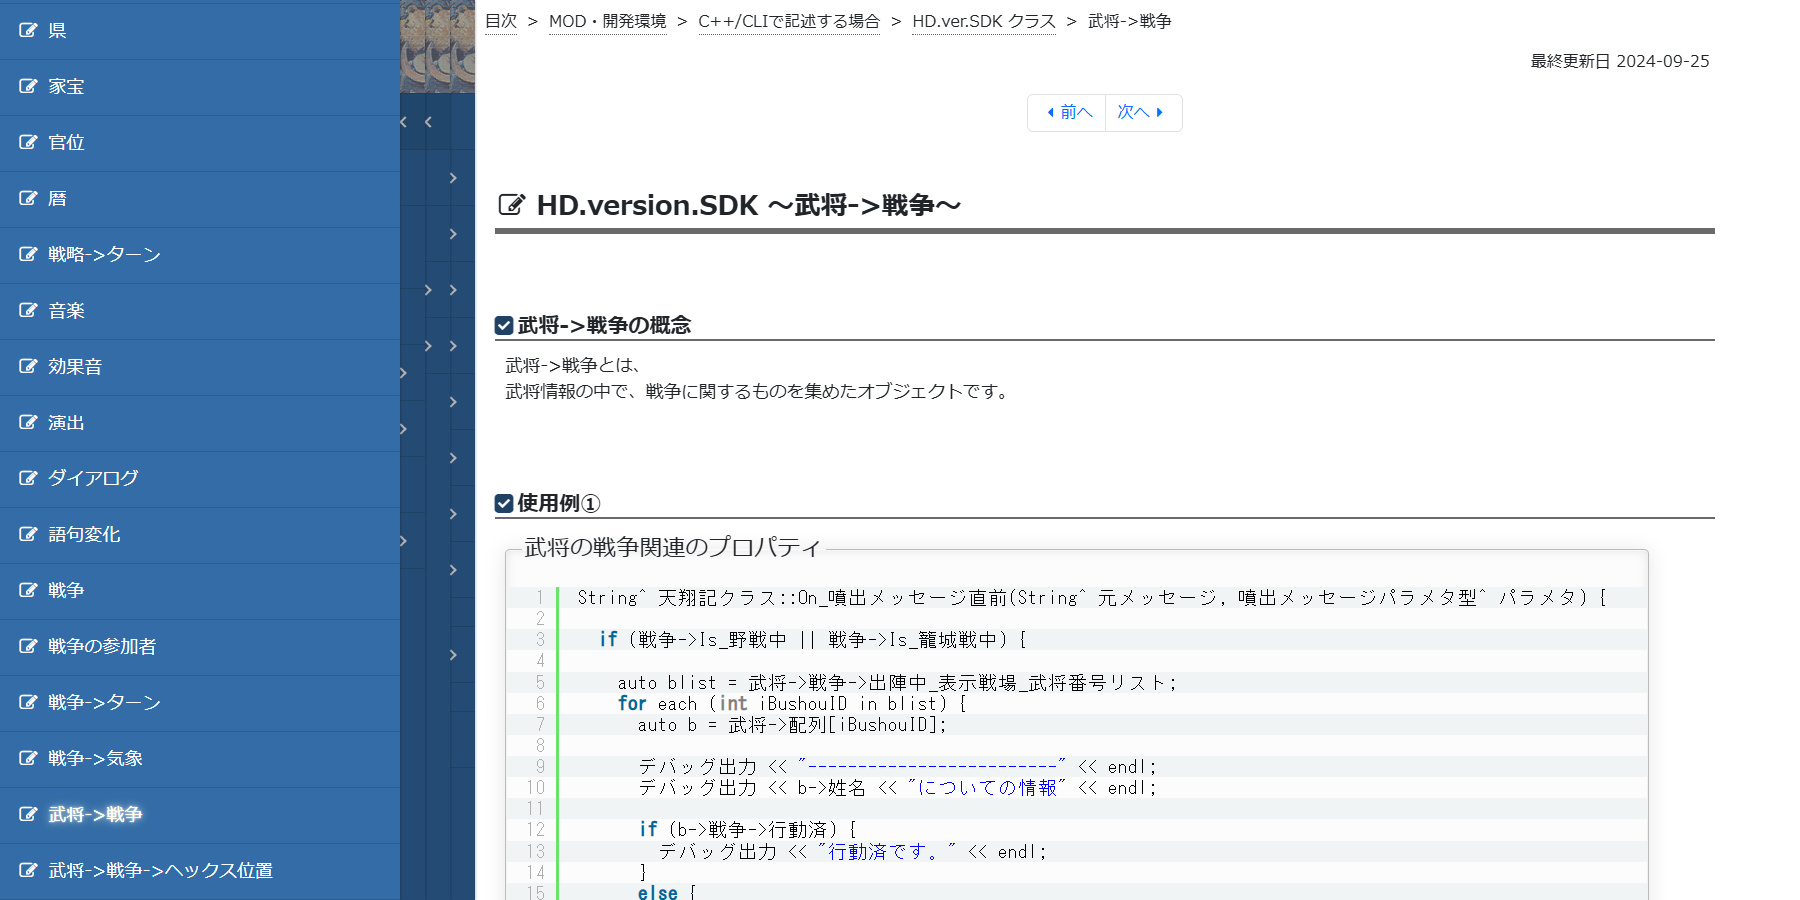 県
家宝
官位
暦
戦略->ターン
音楽
効果音
演出
ダイアログ
語句変化
戦争
戦争の参加者
戦争->ターン
戦争->気象
武将->戦争
武将->戦争->ヘックス位置
目次 > MOD・開発環境 > C++/CLIで記述する場合 > HD.ver.SDK クラス > 武将->戦争
最終更新日 2024-09-25
前へ 次へ
HD.version.SDK ～武将->戦争～
武将->戦争の概念
武将->戦争とは、
武将情報の中で、戦争に関するものを集めたオブジェクトです。
使用例①
武将の戦争関連のプロパティ
1 String^ 天翔記クラス::On_噴出メッセージ直前(String^ 元メッセージ, 噴出メッセージパラメタ型^ パラメタ) {
2
3 if (戦争->Is_野戦中 || 戦争->Is_籠城戦中) {
4
5 auto blist = 武将->戦争->出陣中_表示戦場_武将番号リスト;
6 for each (int iBushouID in blist) {
7 auto b = 武将->配列[iBushouID];
8
9 デバッグ出力 << "-------------------------" << endl;
10 デバッグ出力 << b->姓名 << "についての情報" << endl;
11
12 if (b->戦争->行動済) {
13 デバッグ出力 << "行動済です。" << endl;
14 }
15 else {